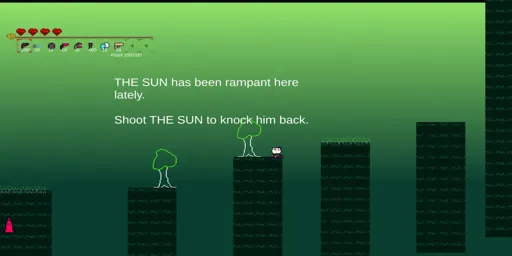 THE SUN has been rampant here
lately.
Shoot THE SUN to knock him back.